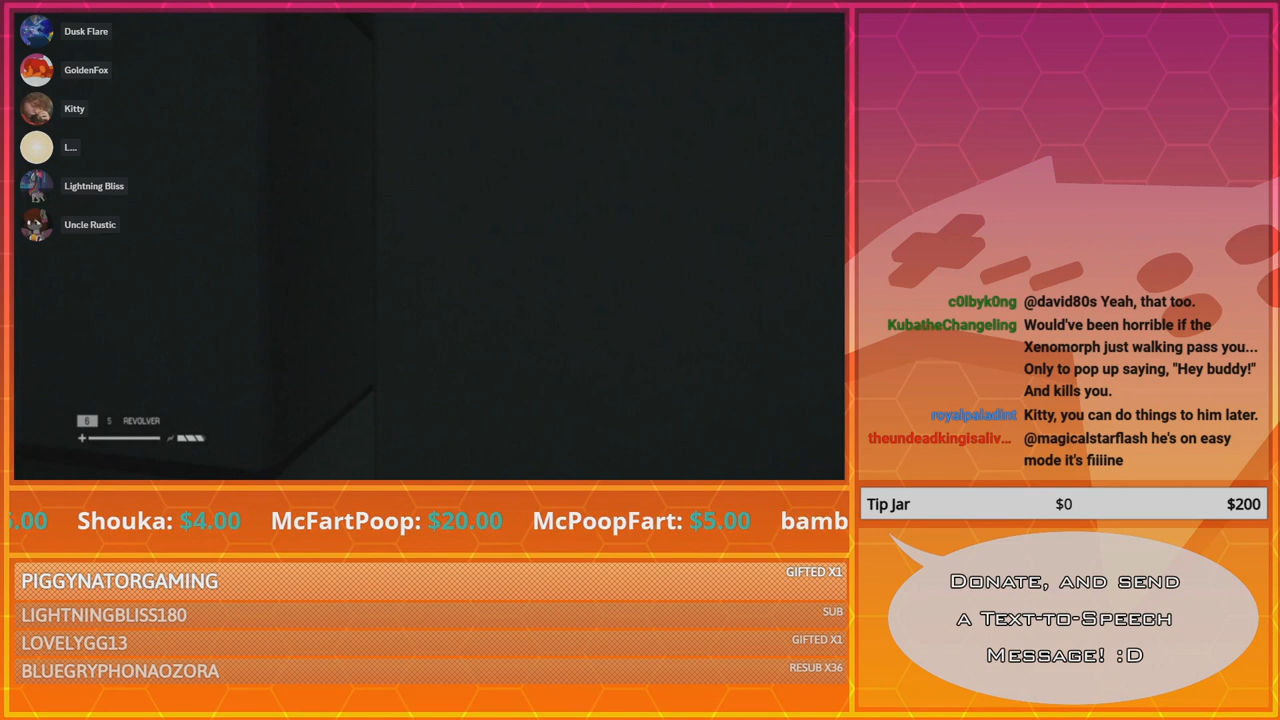 Dusk Flare
GoldenFox
Kitty
L...
Lightning Bliss
Uncle Rustic
6 5 REVOLVER
c0lbyk0ng @david80s Yeah, that too.
KubatheChangeling Would've been horrible if the
Xenomorph just walking pass you...
Only to pop up saying, "Hey buddy!"
And kills you.
royalpaladint Kitty, you can do things to him later.
theundeadkingisaliv... @magicalstarflash he's on easy
mode it's fiiiine
Tip Jar $0 $200
5.00 Shouka: $4.00 McFartPoop: $20.00 McPoopFart: $5.00 bamb
PIGGYNATORGAMING GIFTED X1
LIGHTNINGBLISS180 SUB
LOVELYGG13 GIFTED X1
BLUEGRYPHONAOZORA RESUB X36
Donate, and send
a Text-to-Speech
Message! :D